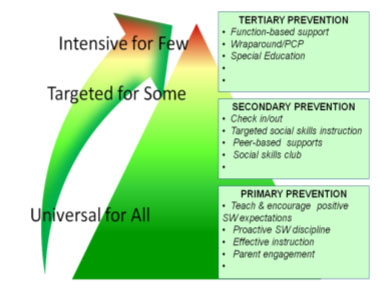 Intensive for Few
Targeted for Some
Universal for All
TERTIARY PREVENTION
• Function-based support
• Wraparound/PCP
• Special Education
•
•
SECONDARY PREVENTION
• Check in/out
• Targeted social skills instruction
• Peer-based supports
• Social skills club
•
PRIMARY PREVENTION
• Teach & encourage positive
SW expectations
• Proactive SW discipline
• Effective instruction
• Parent engagement
•